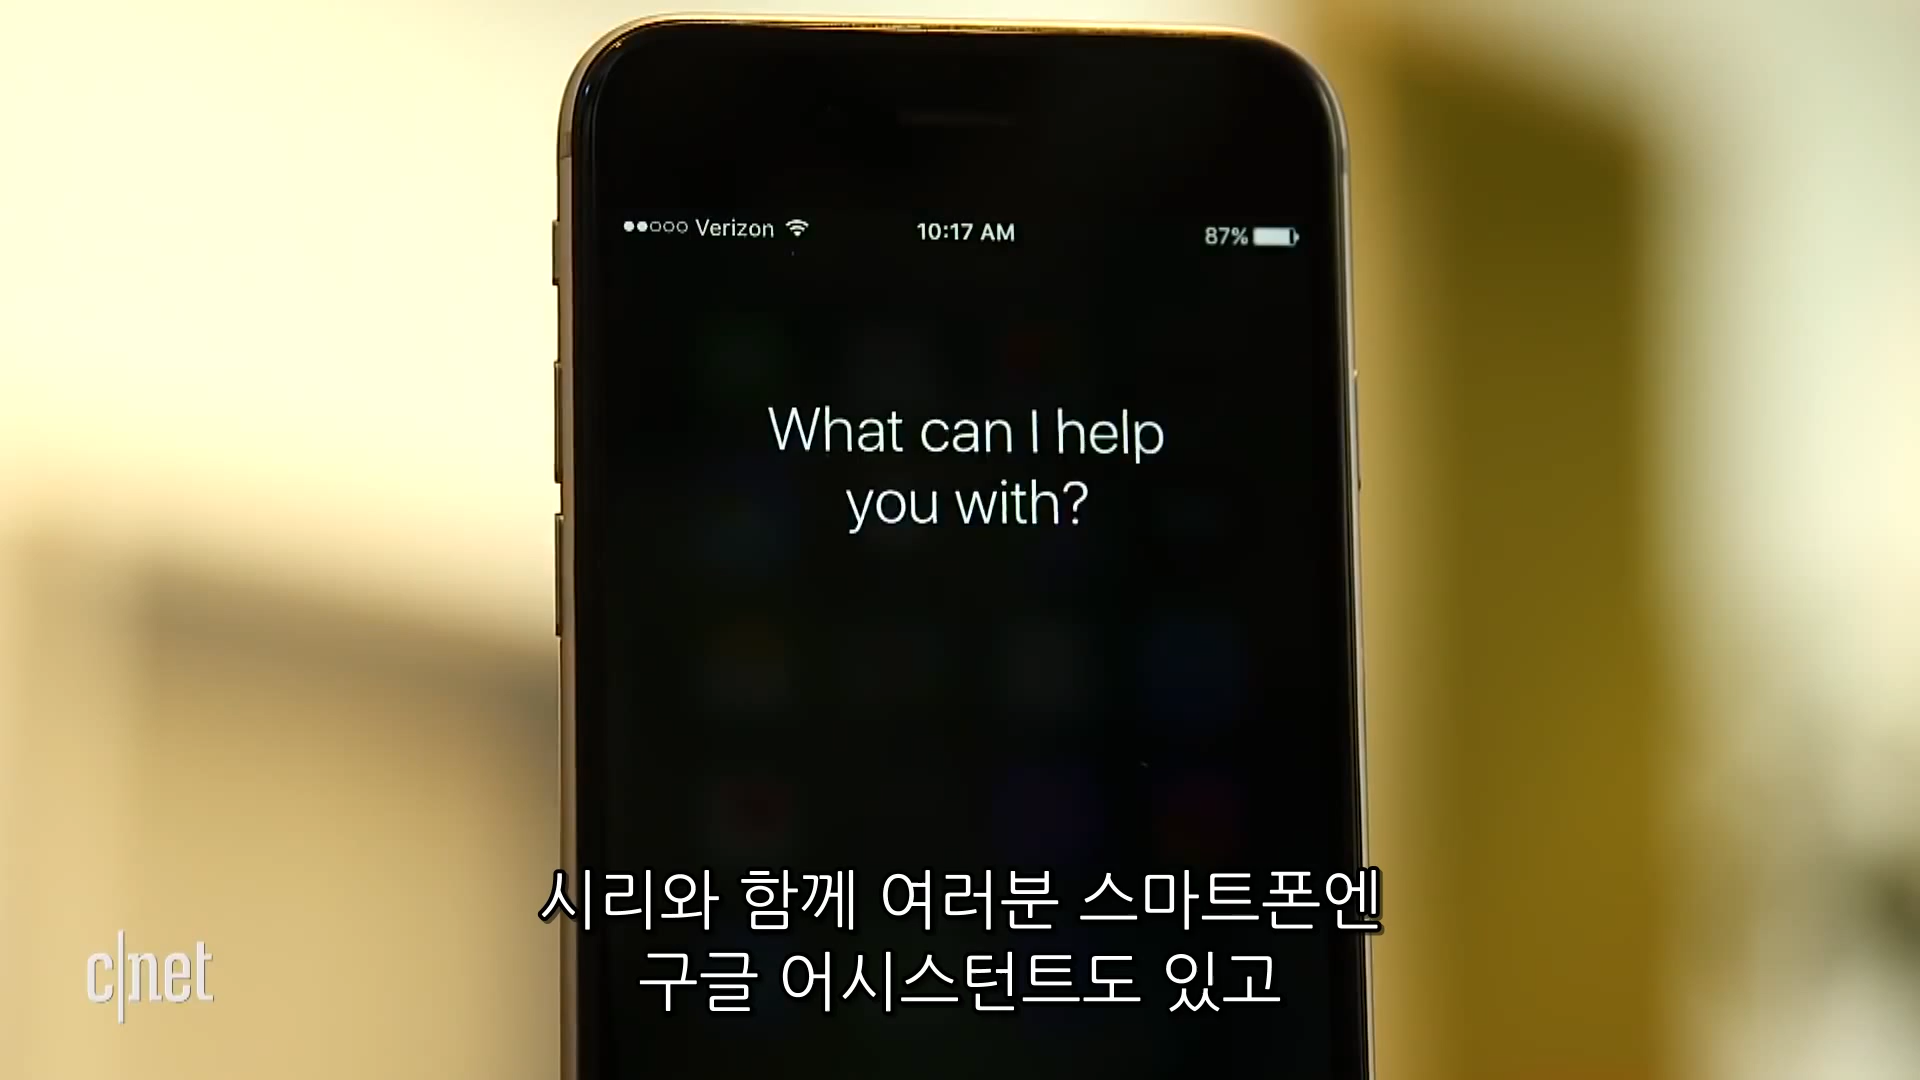 Verizon
10:17 AM
87%
What can I help
you with?
시리와 함께 여러분 스마트폰엔
구글 어시스턴트도 있고
c|net